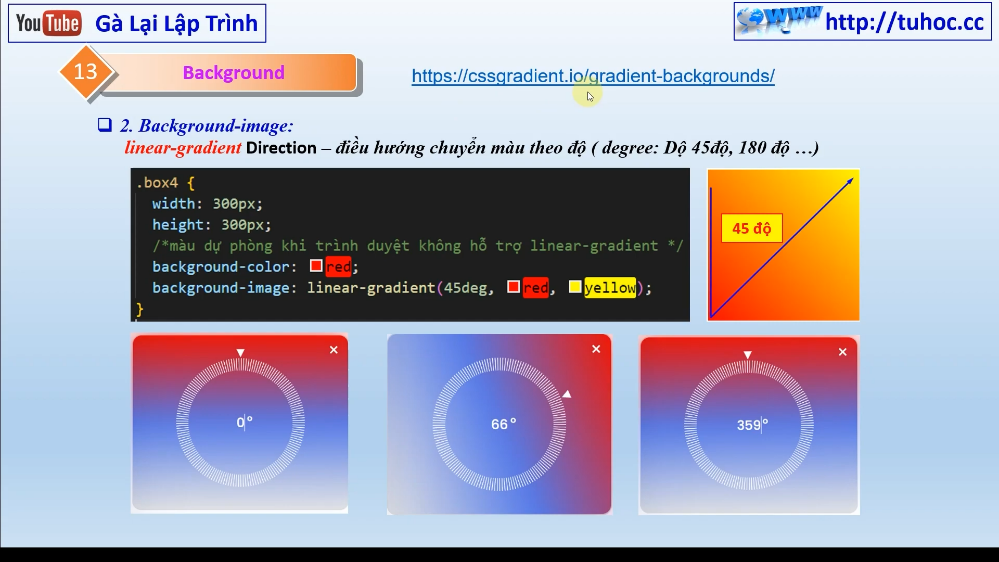 YouTube Gà Lại Lập Trình
www http://tuhoc.cc
13 Background
https://cssgradient.io/gradient-backgrounds/
2. Background-image:
linear-gradient Direction – điều hướng chuyển màu theo độ ( degree: Dộ 45độ, 180 độ …)
.box4 {
width: 300px;
height: 300px;
/*màu dự phòng khi trình duyệt không hỗ trợ linear-gradient */
background-color: red;
background-image: linear-gradient(45deg, red, yellow);
}
45 độ
0°
66°
359°